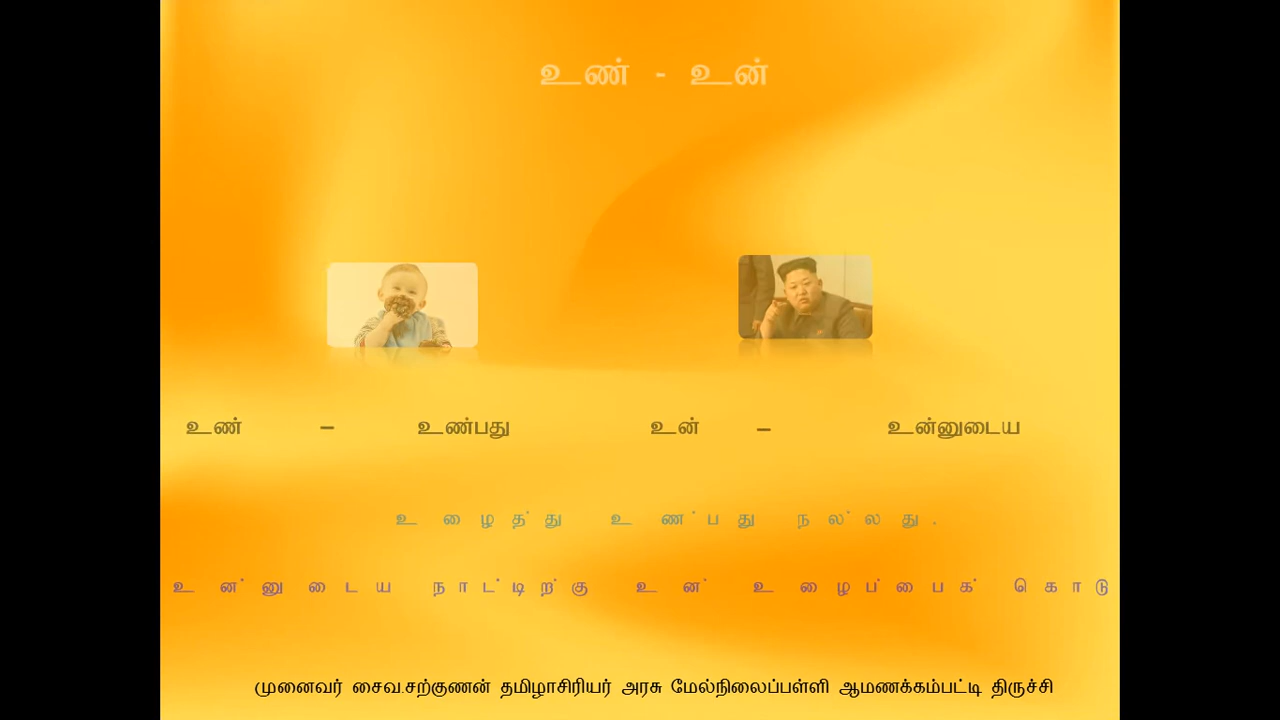 உண் - உன்
உண் – உண்பது உன் – உன்னுடைய
உழைத்து உண்பது நல்லது.
உன்னுடைய நாட்டிற்கு உன் உழைப்பைக் கொடு
முனைவர் சைவ.சற்குணன் தமிழாசிரியர் அரசு மேல்நிலைப்பள்ளி ஆமணக்கம்பட்டி திருச்சி